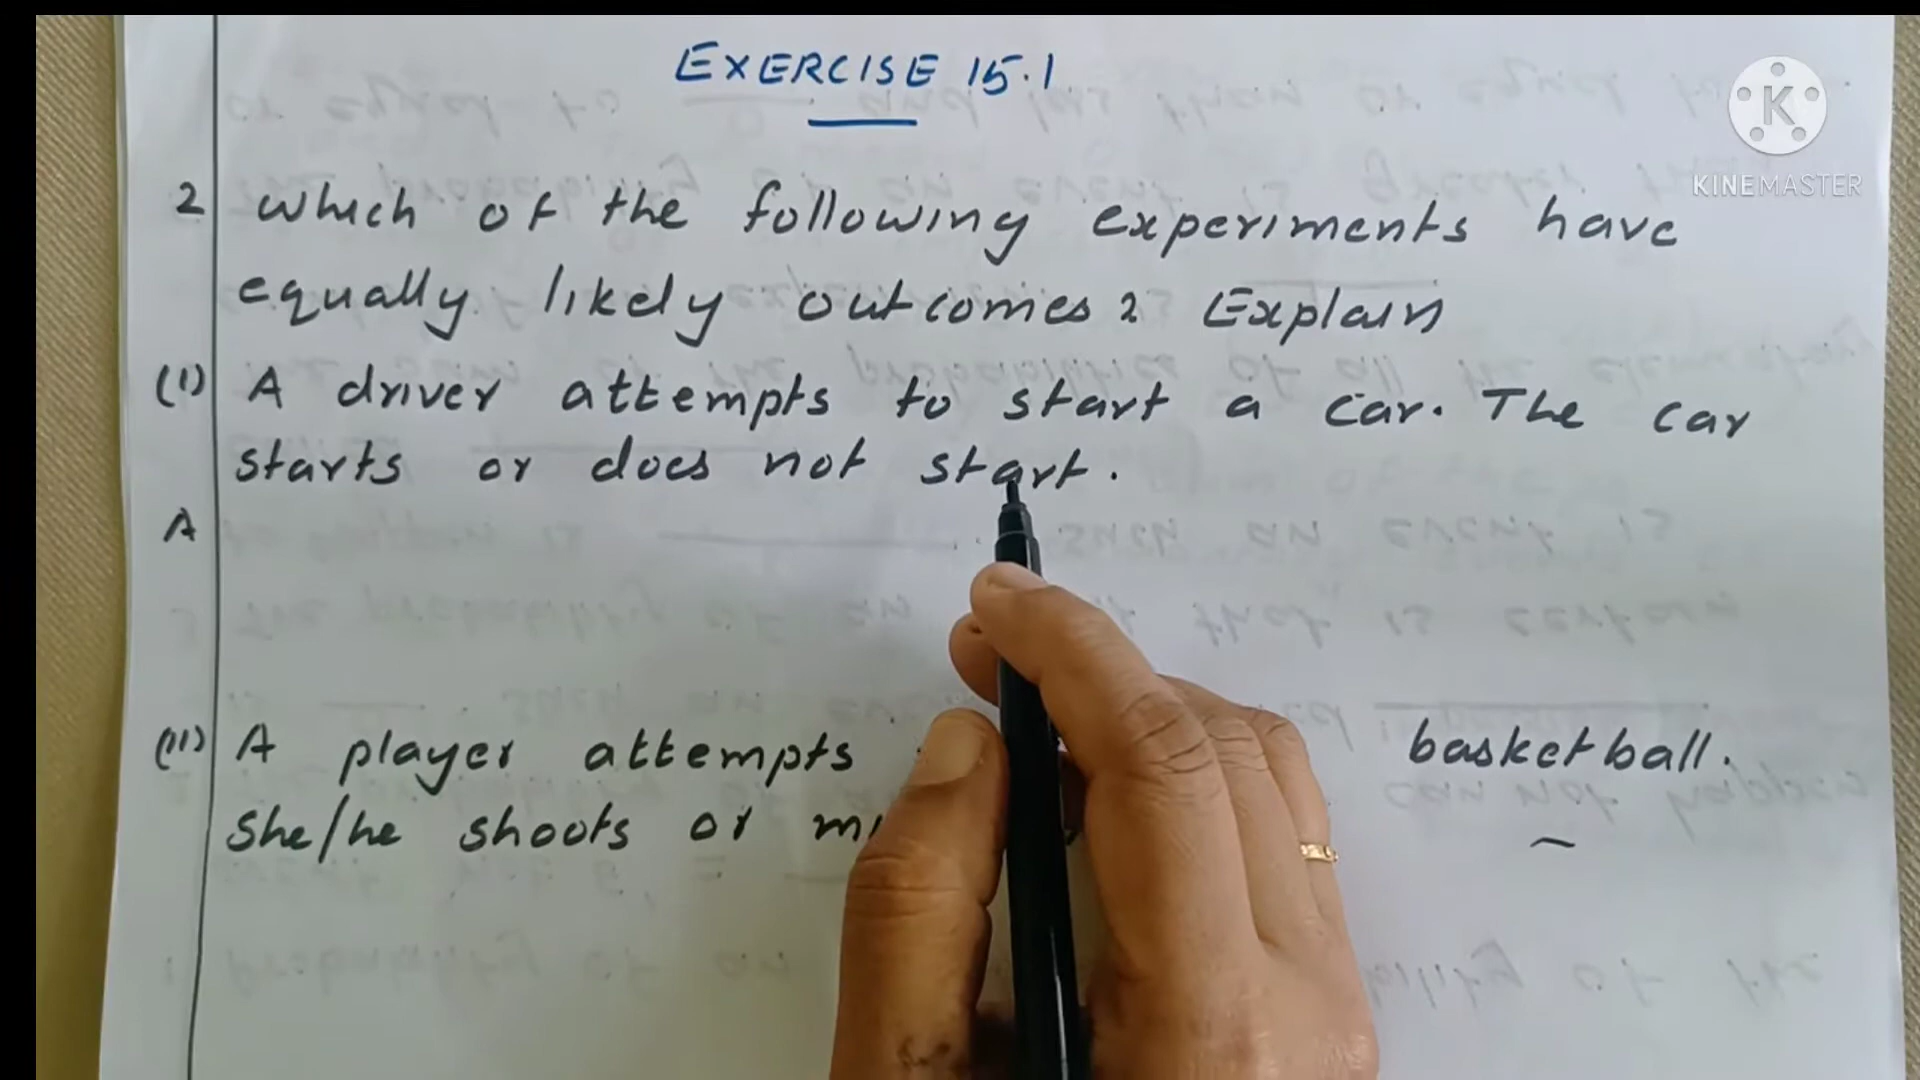 EXERCISE 15.1
KINEMASTER
2 which of the following experiments have
equally likely outcomes? Explain
(i) A driver attempts to start a car. The car
starts or does not start.
A
(ii) A player attempts basketball.
she/he shoots or